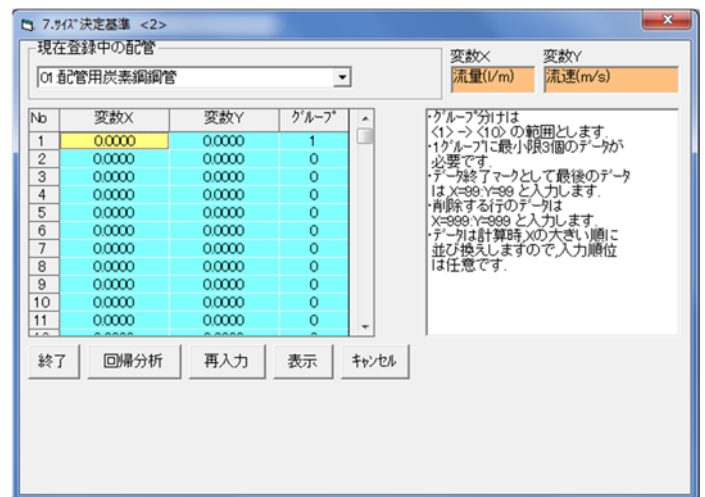 7.ｻｲｽﾞ決定基準 <2>
現在登録中の配管
01:配管用炭素鋼鋼管
変数X 変数Y
流量(l/m) 流速(m/s)
No 変数X 変数Y ｸﾞﾙｰﾌﾟ
1 0.0000 0.0000 1
2 0.0000 0.0000 0
3 0.0000 0.0000 0
4 0.0000 0.0000 0
5 0.0000 0.0000 0
6 0.0000 0.0000 0
7 0.0000 0.0000 0
8 0.0000 0.0000 0
9 0.0000 0.0000 0
10 0.0000 0.0000 0
11 0.0000 0.0000 0
･ｸﾞﾙｰﾌﾟ分けは
<1> -> <10> の範囲とします.
･1ｸﾞﾙｰﾌﾟに最小限3個のﾃﾞｰﾀが
必要です.
･ﾃﾞｰﾀ終了ﾏｰｸとして最後のﾃﾞｰﾀ
は,X=99:Y=99 と入力します.
･削除する行のﾃﾞｰﾀは
X=999:Y=999 と入力します.
･ﾃﾞｰﾀは計算時,Xの大きい順に
並び換えしますので,入力順位
は任意です.
終了 回帰分析 再入力 表示 ｷｬﾝｾﾙ